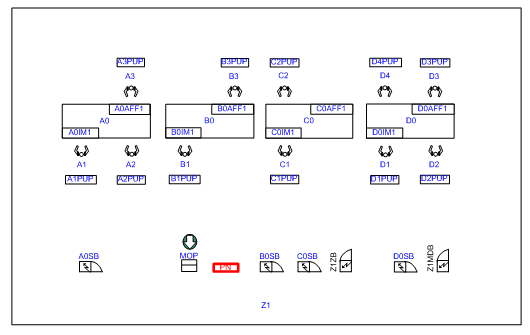 A3PUP B3PUP C2PUP D4PUP D3PUP
A3 B3 C2 D4 D3
A0AFF1 B0AFF1 C0AFF1 D0AFF1
A0 B0 C0 D0
A0IM1 B0IM1 C0IM1 D0IM1
A1 A2 B1 C1 D1 D2
A1PUP A2PUP B1PUP C1PUP D1PUP D2PUP
A0SB MOP B0SB C0SB Z1ZB D0SB Z1MDB
PN
Z1